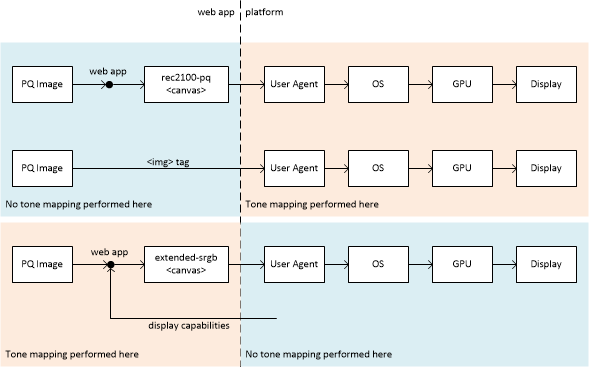 web app platform
web app
PQ Image
rec2100-pq
<canvas>
User Agent
OS
GPU
Display
<img> tag
PQ Image
User Agent
OS
GPU
Display
No tone mapping performed here
Tone mapping performed here
web app
PQ Image
extended-srgb
<canvas>
User Agent
OS
GPU
Display
display capabilities
Tone mapping performed here
No tone mapping performed here